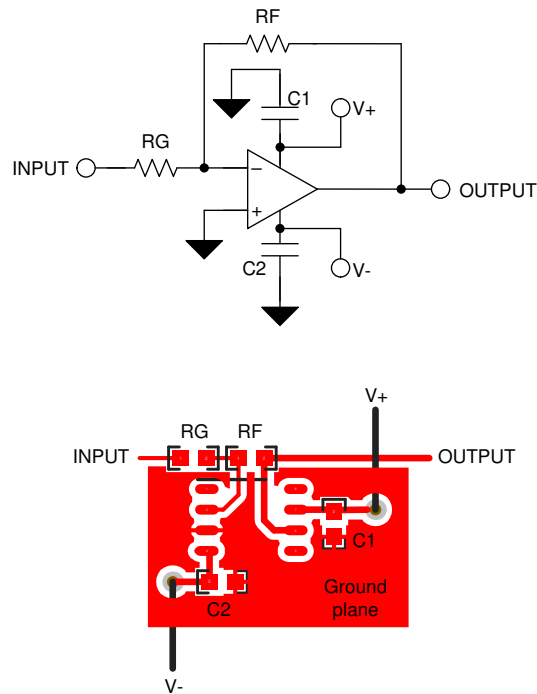 RF
C1
V+
RG
INPUT
−
+
OUTPUT
C2
V-
V+
RG
RF
INPUT
OUTPUT
C1
Ground
plane
C2
V-